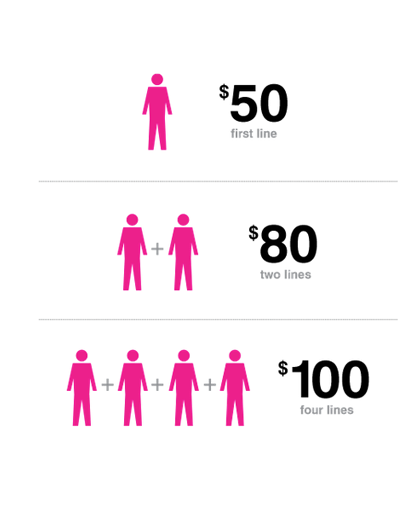 $50
first line
+
$80
two lines
+ + +
$100
four lines